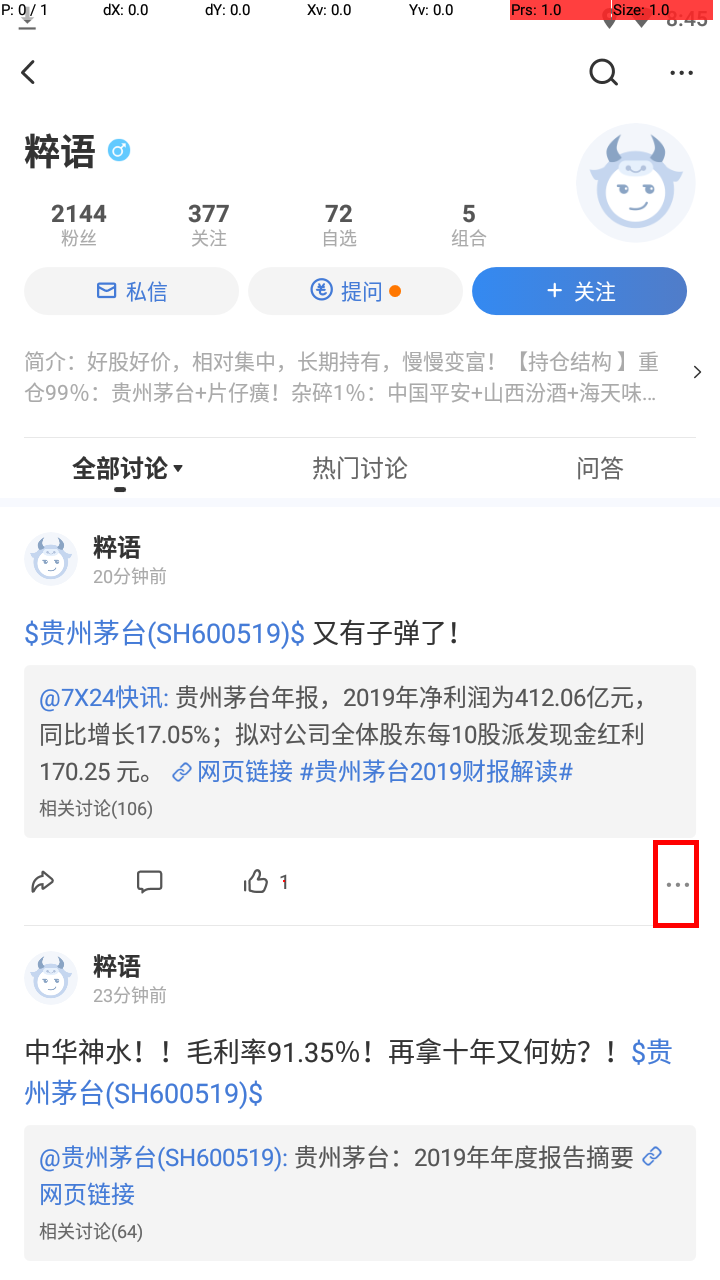 P: 0 / 1 dX: 0.0 dY: 0.0 Xv: 0.0 Yv: 0.0 Prs: 1.0 Size: 1.0
8:45
粹语
2144 377 72 5
粉丝 关注 自选 组合
私信 提问 + 关注
简介：好股好价，相对集中，长期持有，慢慢变富！【持仓结构 】重
仓99%：贵州茅台+片仔癀！杂碎1%：中国平安+山西汾酒+海天味...
全部讨论 热门讨论 问答
粹语
20分钟前
$贵州茅台(SH600519)$ 又有子弹了！
@7X24快讯: 贵州茅台年报，2019年净利润为412.06亿元，
同比增长17.05%；拟对公司全体股东每10股派发现金红利
170.25 元。 网页链接 #贵州茅台2019财报解读#
相关讨论(106)
1
粹语
23分钟前
中华神水！！毛利率91.35%！再拿十年又何妨？！$贵
州茅台(SH600519)$
@贵州茅台(SH600519): 贵州茅台：2019年年度报告摘要
网页链接
相关讨论(64)